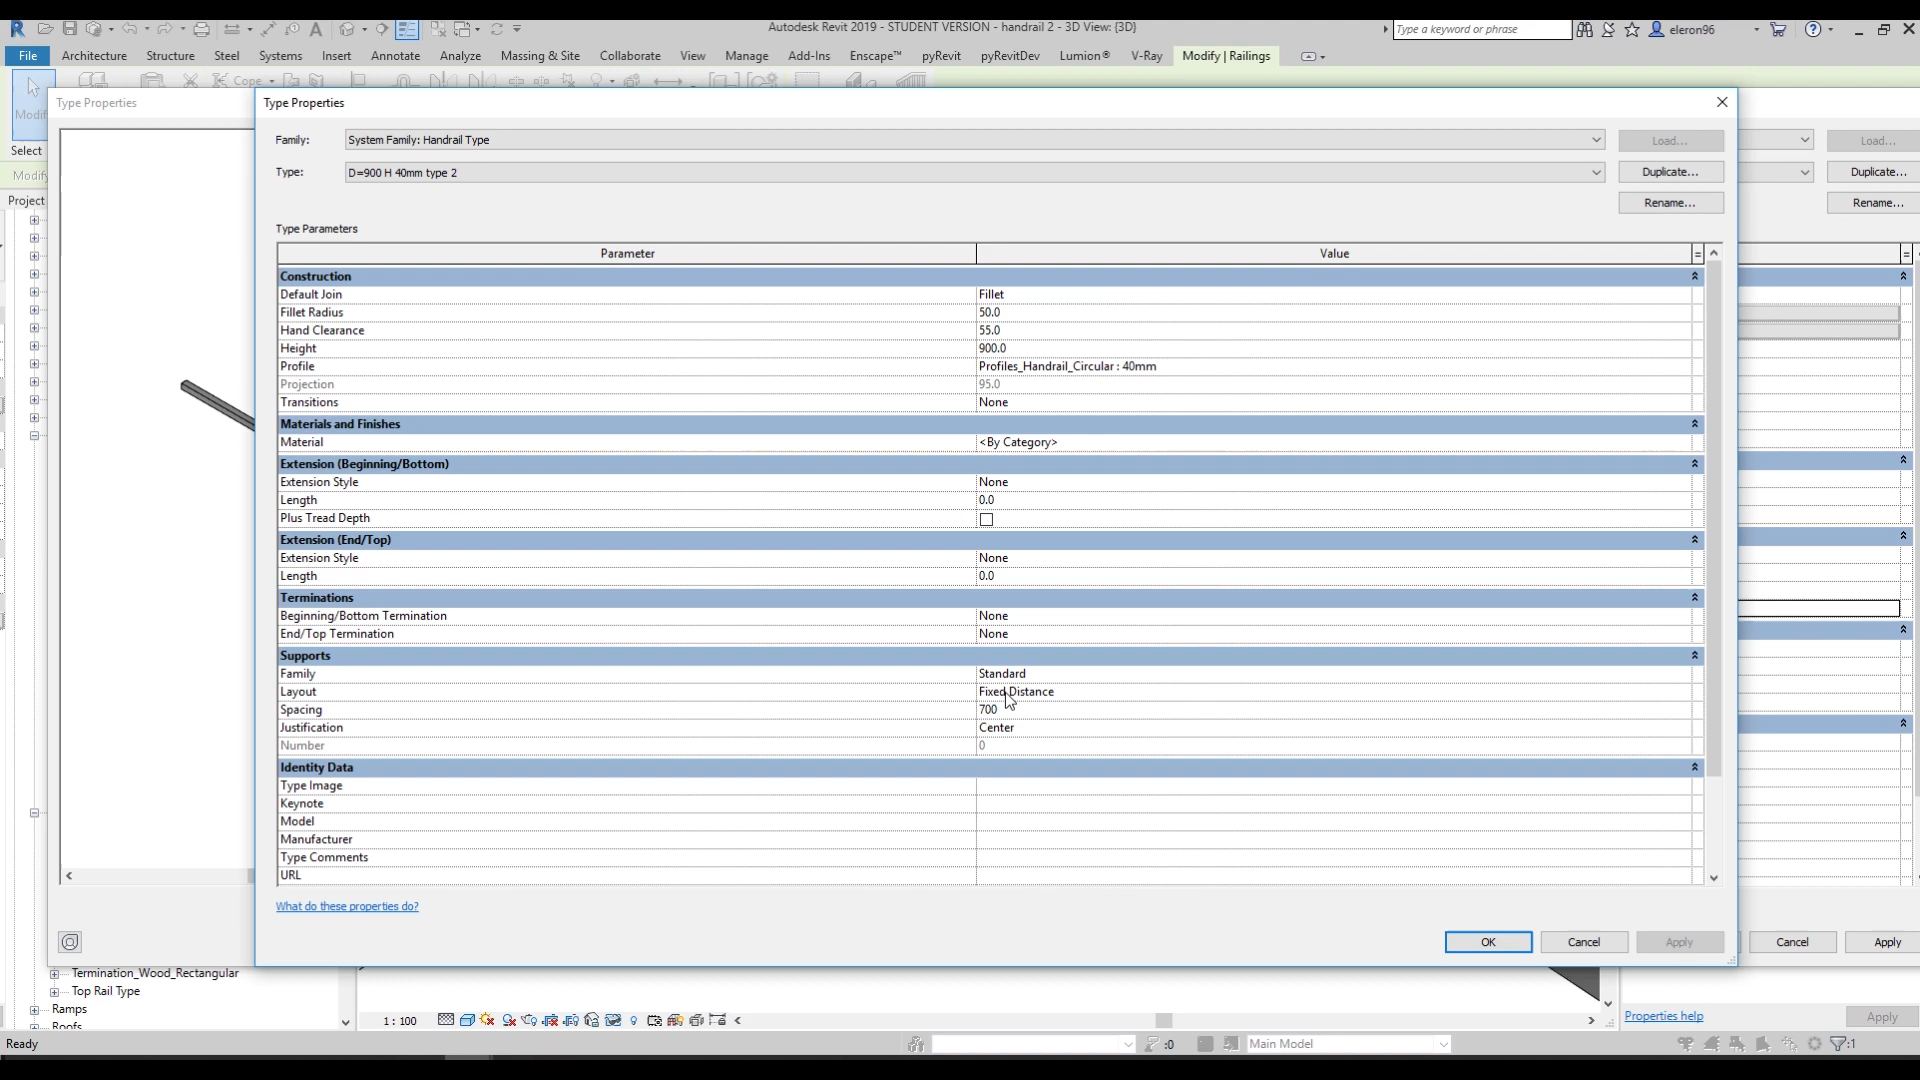 Autodesk Revit 2019 - STUDENT VERSION - handrail 2 - 3D View: {3D}
Type a keyword or phrase
eleron96
File Architecture Structure Steel Systems Insert Annotate Analyze Massing & Site Collaborate View Manage Add-Ins Enscape™ pyRevit pyRevitDev Lumion® V-Ray Modify | Railings
Cope
Type Properties
Type Properties
Modif
Select
Modify
Project
Family: System Family: Handrail Type Load... Load...
Type: D=900 H 40mm type 2 Duplicate... Duplicate...
Rename... Rename...
Type Parameters
Parameter Value = =
Construction
Default Join Fillet
Fillet Radius 50.0
Hand Clearance 55.0
Height 900.0
Profile Profiles_Handrail_Circular : 40mm
Projection 95.0
Transitions None
Materials and Finishes
Material <By Category>
Extension (Beginning/Bottom)
Extension Style None
Length 0.0
Plus Tread Depth
Extension (End/Top)
Extension Style None
Length 0.0
Terminations
Beginning/Bottom Termination None
End/Top Termination None
Supports
Family Standard
Layout Fixed Distance
Spacing 700
Justification Center
Number 0
Identity Data
Type Image
Keynote
Model
Manufacturer
Type Comments
URL
What do these properties do?
OK Cancel Apply Cancel Apply
Termination_Wood_Rectangular
Top Rail Type
Ramps
Roofs
1 : 100
Properties help Apply
Ready :0 Main Model :1